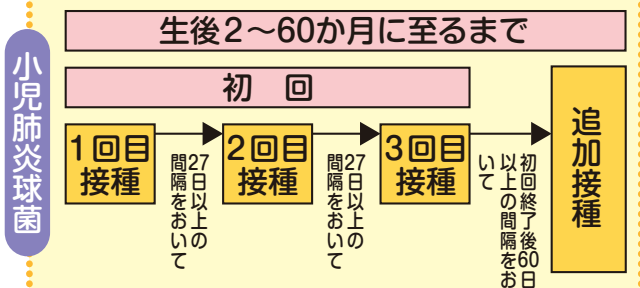 小児肺炎球菌
生後2～60か月に至るまで
初 回
1回目
接種
27日以上の
間隔をおいて
2回目
接種
27日以上の
間隔をおいて
3回目
接種
初回終了後60日
以上の間隔をお
いて
追加接種